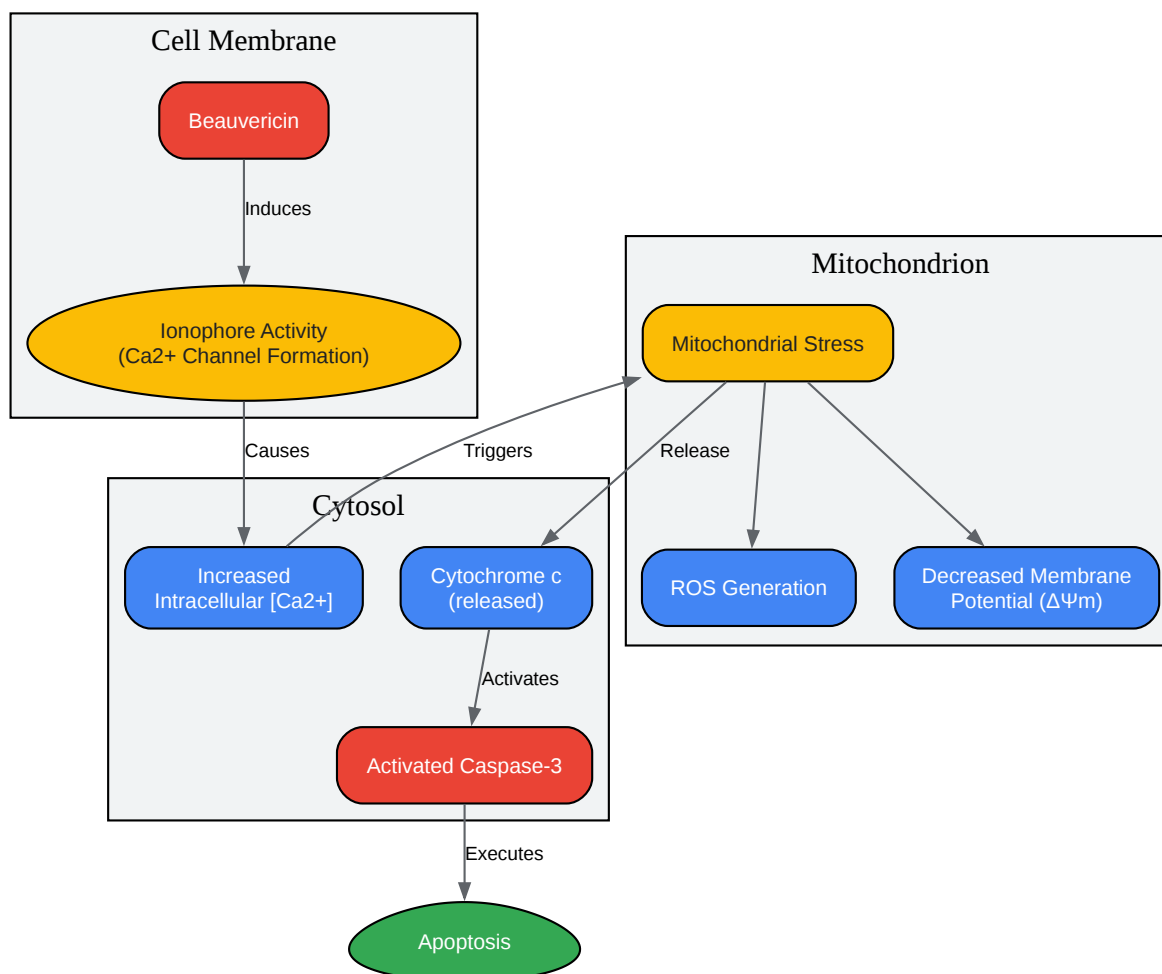 Cell Membrane
Beauvericin
Induces
Ionophore Activity
(Ca2+ Channel Formation)
Mitochondrion
Mitochondrial Stress
Causes
Triggers
Release
Cytosol
Increased
Intracellular [Ca2+]
Cytochrome c
(released)
ROS Generation
Decreased Membrane
Potential (ΔΨm)
Activates
Activated Caspase-3
Executes
Apoptosis